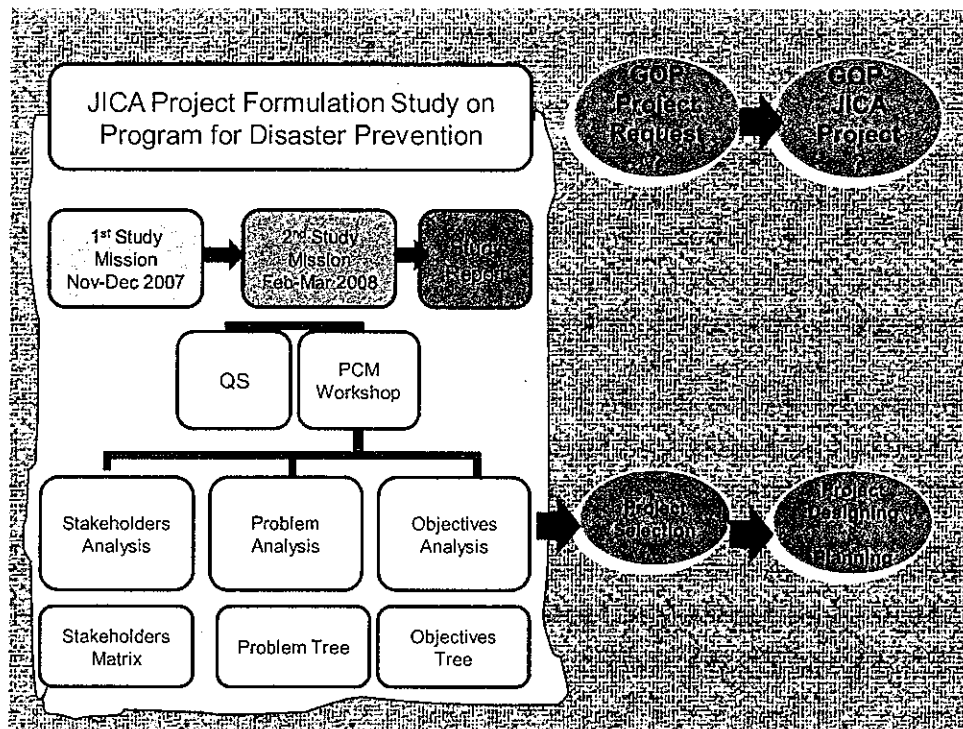 JICA Project Formulation Study on
Program for Disaster Prevention
GOP
Project
Request
GOP
JICA
Project
1st Study
Mission
Nov-Dec 2007
2nd Study
Mission
Feb-Mar 2008
Study
Report
QS
PCM
Workshop
Stakeholders
Analysis
Problem
Analysis
Objectives
Analysis
Project
Selection
Project
Designing
&
Planning
Stakeholders
Matrix
Problem Tree
Objectives
Tree